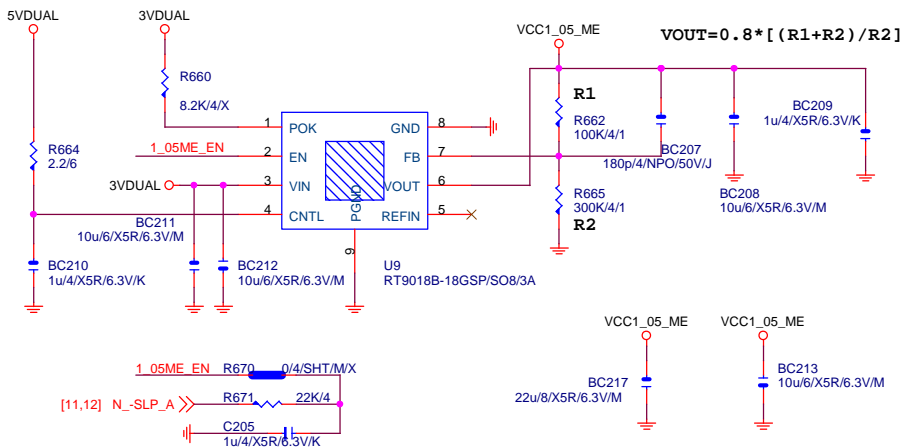 5VDUAL
3VDUAL
VCC1_05_ME
VOUT=0.8*[(R1+R2)/R2]
R660
8.2K/4/X
R1
R662
100K/4/1
BC209
1u/4/X5R/6.3V/K
1 POK
GND 8
1_05ME_EN
2 EN
FB 7
BC207
180p/4/NPO/50V/J
R664
2.2/6
3VDUAL
3 VIN
VOUT 6
4 CNTL
REFIN 5
PGND
9
R665
300K/4/1
R2
BC208
10u/6/X5R/6.3V/M
BC211
10u/6/X5R/6.3V/M
BC210
1u/4/X5R/6.3V/K
BC212
10u/6/X5R/6.3V/M
U9
RT9018B-18GSP/SO8/3A
VCC1_05_ME
VCC1_05_ME
1_05ME_EN
R670
0/4/SHT/M/X
[11,12] N_-SLP_A
R671
22K/4
C205
1u/4/X5R/6.3V/K
BC217
22u/8/X5R/6.3V/M
BC213
10u/6/X5R/6.3V/M